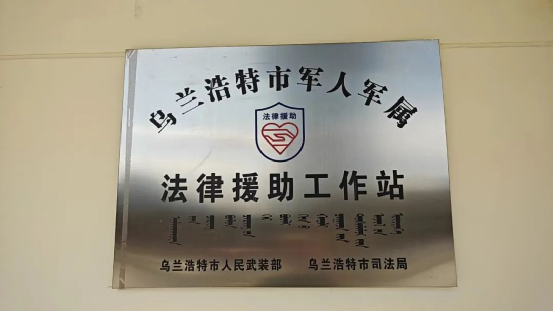 乌兰浩特市军人军属
法律援助
法律援助工作站
乌兰浩特市人民武装部 乌兰浩特市司法局